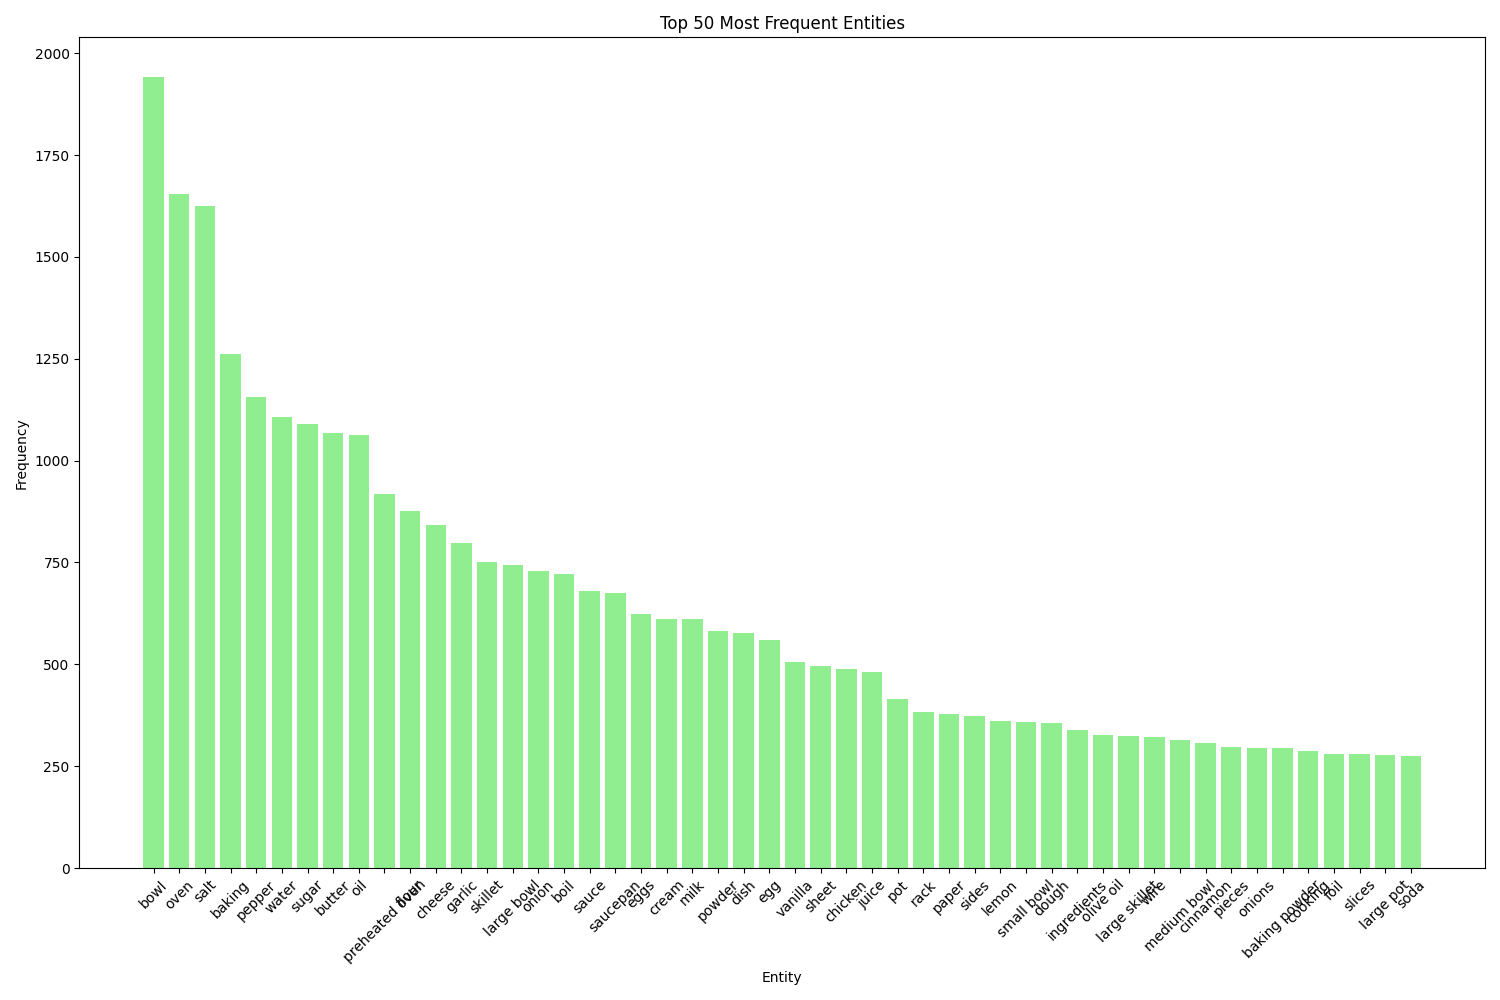 Top 50 Most Frequent Entities
Frequency
2000
1750
1500
1250
1000
750
500
250
0
bowl
oven
salt
baking
pepper
water
sugar
butter
oil
preheated oven
flour
cheese
garlic
skillet
large bowl
onion
boil
sauce
saucepan
eggs
cream
milk
powder
dish
egg
vanilla
sheet
chicken
juice
pot
rack
paper
sides
lemon
small bowl
dough
ingredients
olive oil
large skillet
wire
medium bowl
cinnamon
pieces
onions
baking powder
cooking
foil
slices
large pot
soda
Entity